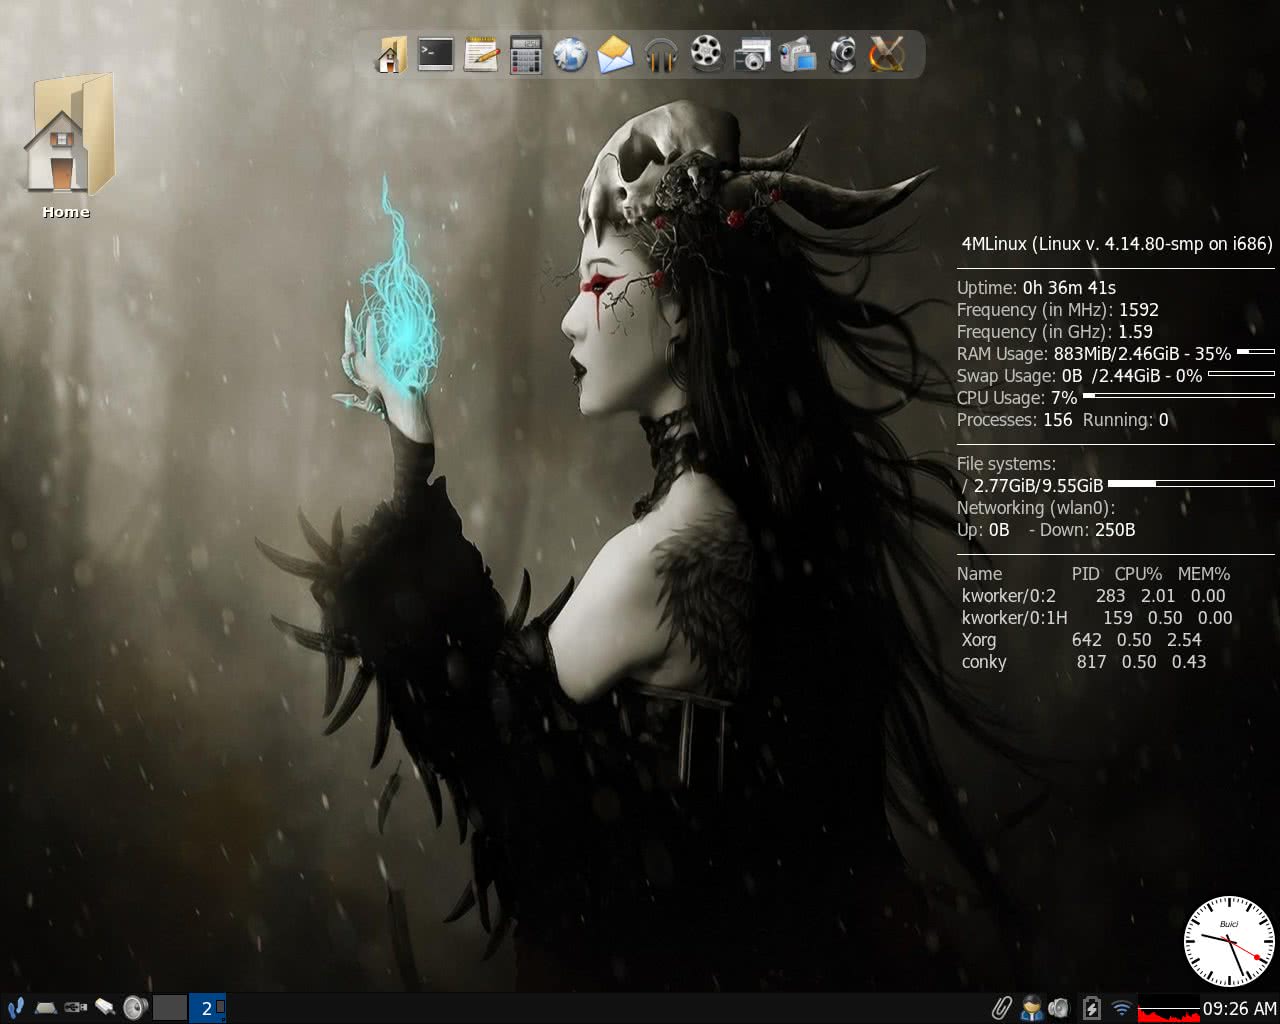 Home
4MLinux (Linux v. 4.14.80-smp on i686)
Uptime: 0h 36m 41s
Frequency (in MHz): 1592
Frequency (in GHz): 1.59
RAM Usage: 883MiB/2.46GiB - 35%
Swap Usage: 0B /2.44GiB - 0%
CPU Usage: 7%
Processes: 156 Running: 0
File systems:
/ 2.77GiB/9.55GiB
Networking (wlan0):
Up: 0B - Down: 250B
Name PID CPU% MEM%
kworker/0:2 283 2.01 0.00
kworker/0:1H 159 0.50 0.00
Xorg 642 0.50 2.54
conky 817 0.50 0.43
Buici
2
09:26 AM